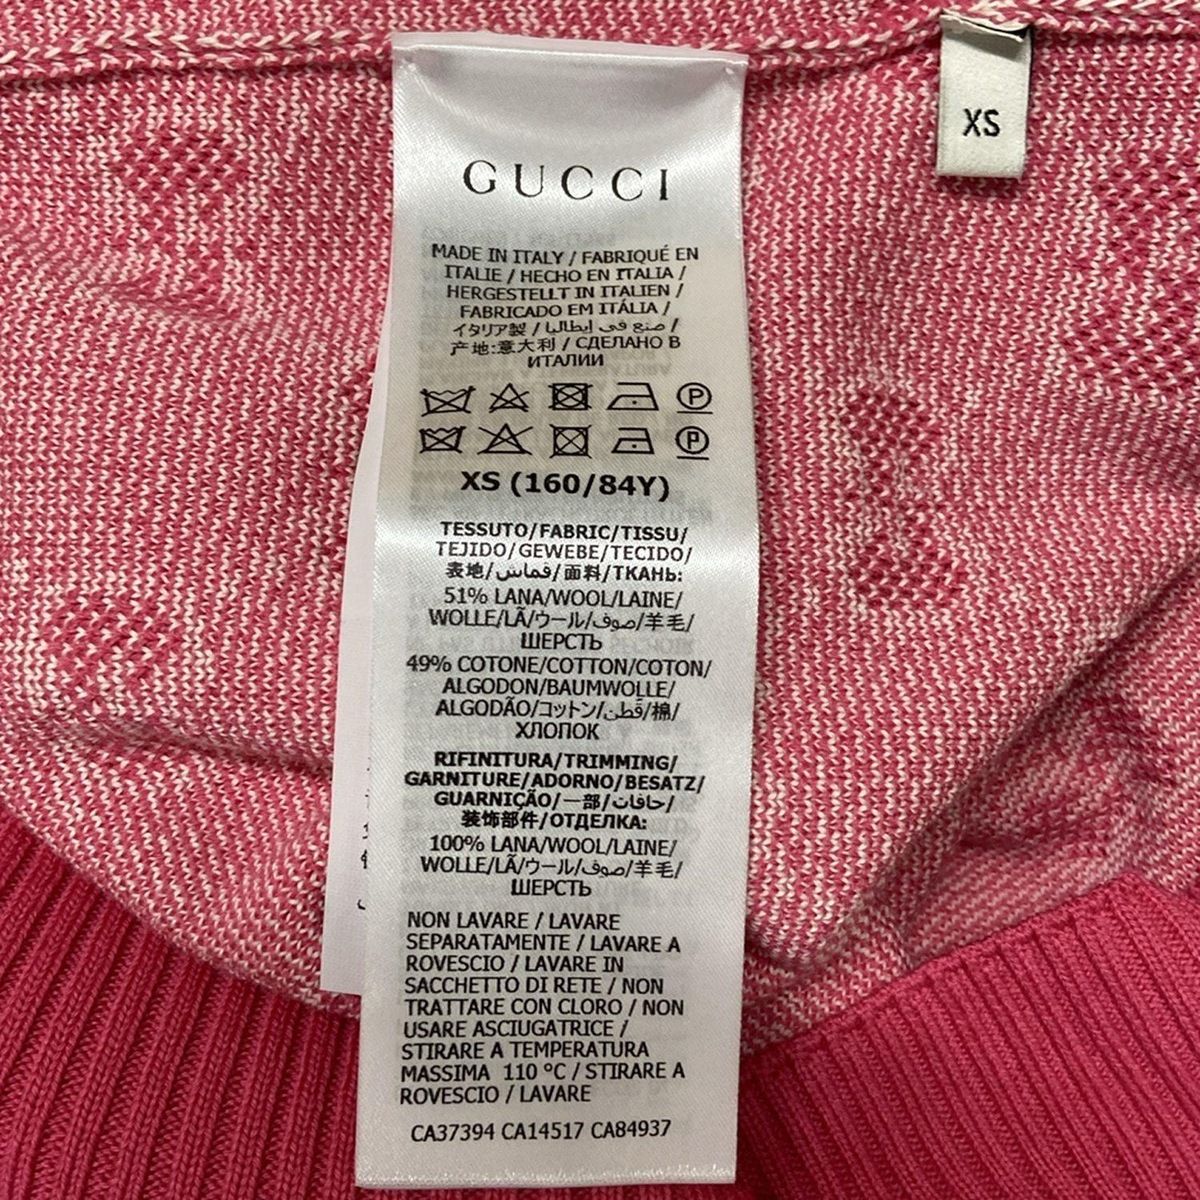 XS
GUCCI
MADE IN ITALY / FABRIQUÉ EN
ITALIE / HECHO EN ITALIA /
HERGESTELLT IN ITALIEN /
FABRICADO EM ITÁLIA /
イタリア製 / صنع في إيطاليا /
产地:意大利 / СДЕЛАНО В
ИТАЛИИ
P
P
XS (160/84Y)
TESSUTO/FABRIC/TISSU/
TEJIDO/GEWEBE/TECIDO/
表地/قماش/面料/ТКАНЬ:
51% LANA/WOOL/LAINE/
WOLLE/LÃ/ウール/صوف/羊毛/
ШЕРСТЬ
49% COTONE/COTTON/COTON/
ALGODON/BAUMWOLLE/
ALGODÃO/コットン/قطن/棉/
ХЛОПОК
RIFINITURA/TRIMMING/
GARNITURE/ADORNO/BESATZ/
GUARNIÇÃO/一部/حافات/
装饰部件/ОТДЕЛКА:
100% LANA/WOOL/LAINE/
WOLLE/LÃ/ウール/صوف/羊毛/
ШЕРСТЬ
NON LAVARE / LAVARE
SEPARATAMENTE / LAVARE A
ROVESCIO / LAVARE IN
SACCHETTO DI RETE / NON
TRATTARE CON CLORO / NON
USARE ASCIUGATRICE /
STIRARE A TEMPERATURA
MASSIMA 110 °C / STIRARE A
ROVESCIO / LAVARE
CA37394 CA14517 CA84937